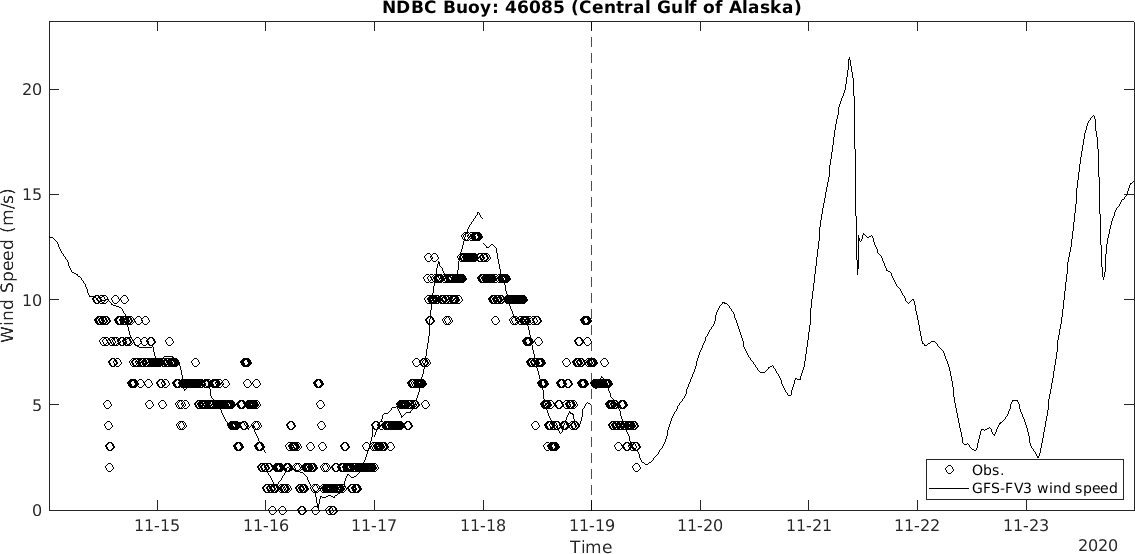 NDBC Buoy: 46085 (Central Gulf of Alaska)
Wind Speed (m/s)
20
15
10
5
0
11-15 11-16 11-17 11-18 11-19 11-20 11-21 11-22 11-23
Time
2020
Obs.
GFS-FV3 wind speed